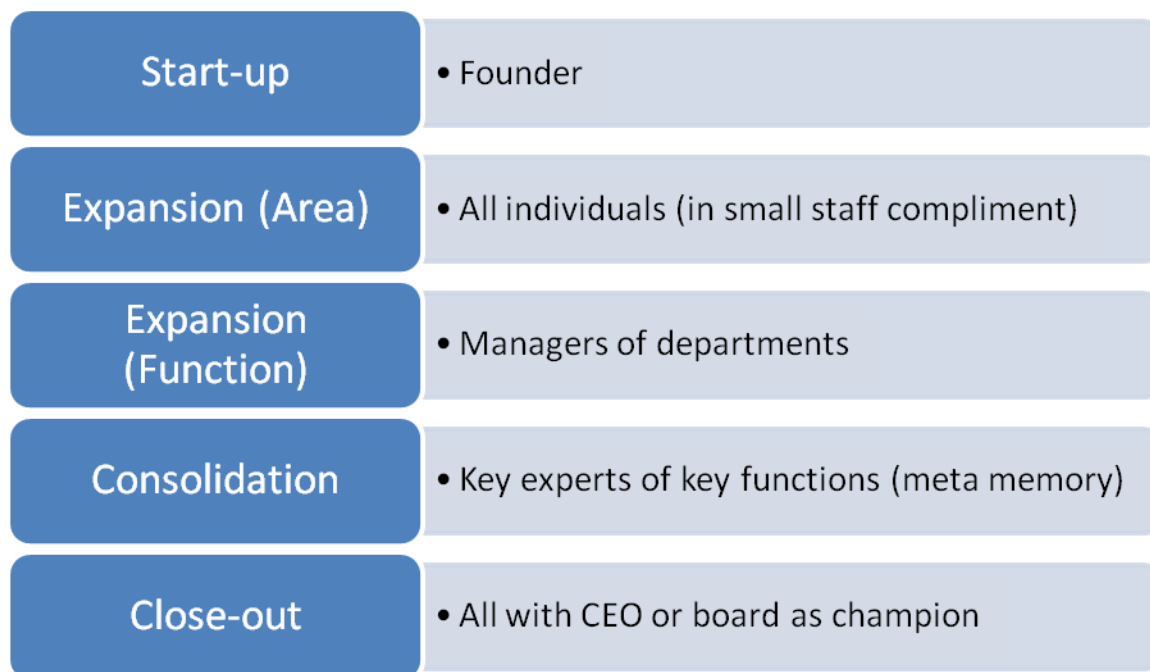 Start-up
• Founder
Expansion (Area)
• All individuals (in small staff compliment)
Expansion
(Function)
• Managers of departments
Consolidation
• Key experts of key functions (meta memory)
Close-out
• All with CEO or board as champion